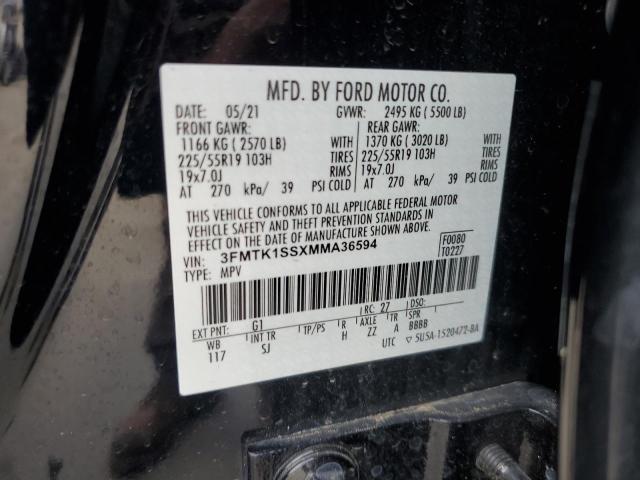 MFD. BY FORD MOTOR CO.
DATE: 05/21 GVWR: 2495 KG ( 5500 LB)
FRONT GAWR: REAR GAWR:
1166 KG ( 2570 LB) WITH 1370 KG ( 3020 LB) WITH
225/55R19 103H TIRES 225/55R19 103H TIRES
19x7.0J RIMS 19x7.0J RIMS
AT 270 kPa/ 39 PSI COLD AT 270 kPa/ 39 PSI COLD
THIS VEHICLE CONFORMS TO ALL APPLICABLE FEDERAL MOTOR
VEHICLE SAFETY AND THEFT PREVENTION STANDARDS IN
EFFECT ON THE DATE OF MANUFACTURE SHOWN ABOVE.
VIN: 3FMTK1SSXMMA36594 F0080
TYPE: MPV T0227
EXT PNT: G1 RC: 27 DSO:
WB INT TR TP/PS R AXLE TR SPR
117 SJ H ZZ A BBBB
UTC ▽ 5U5A-1520472-BA